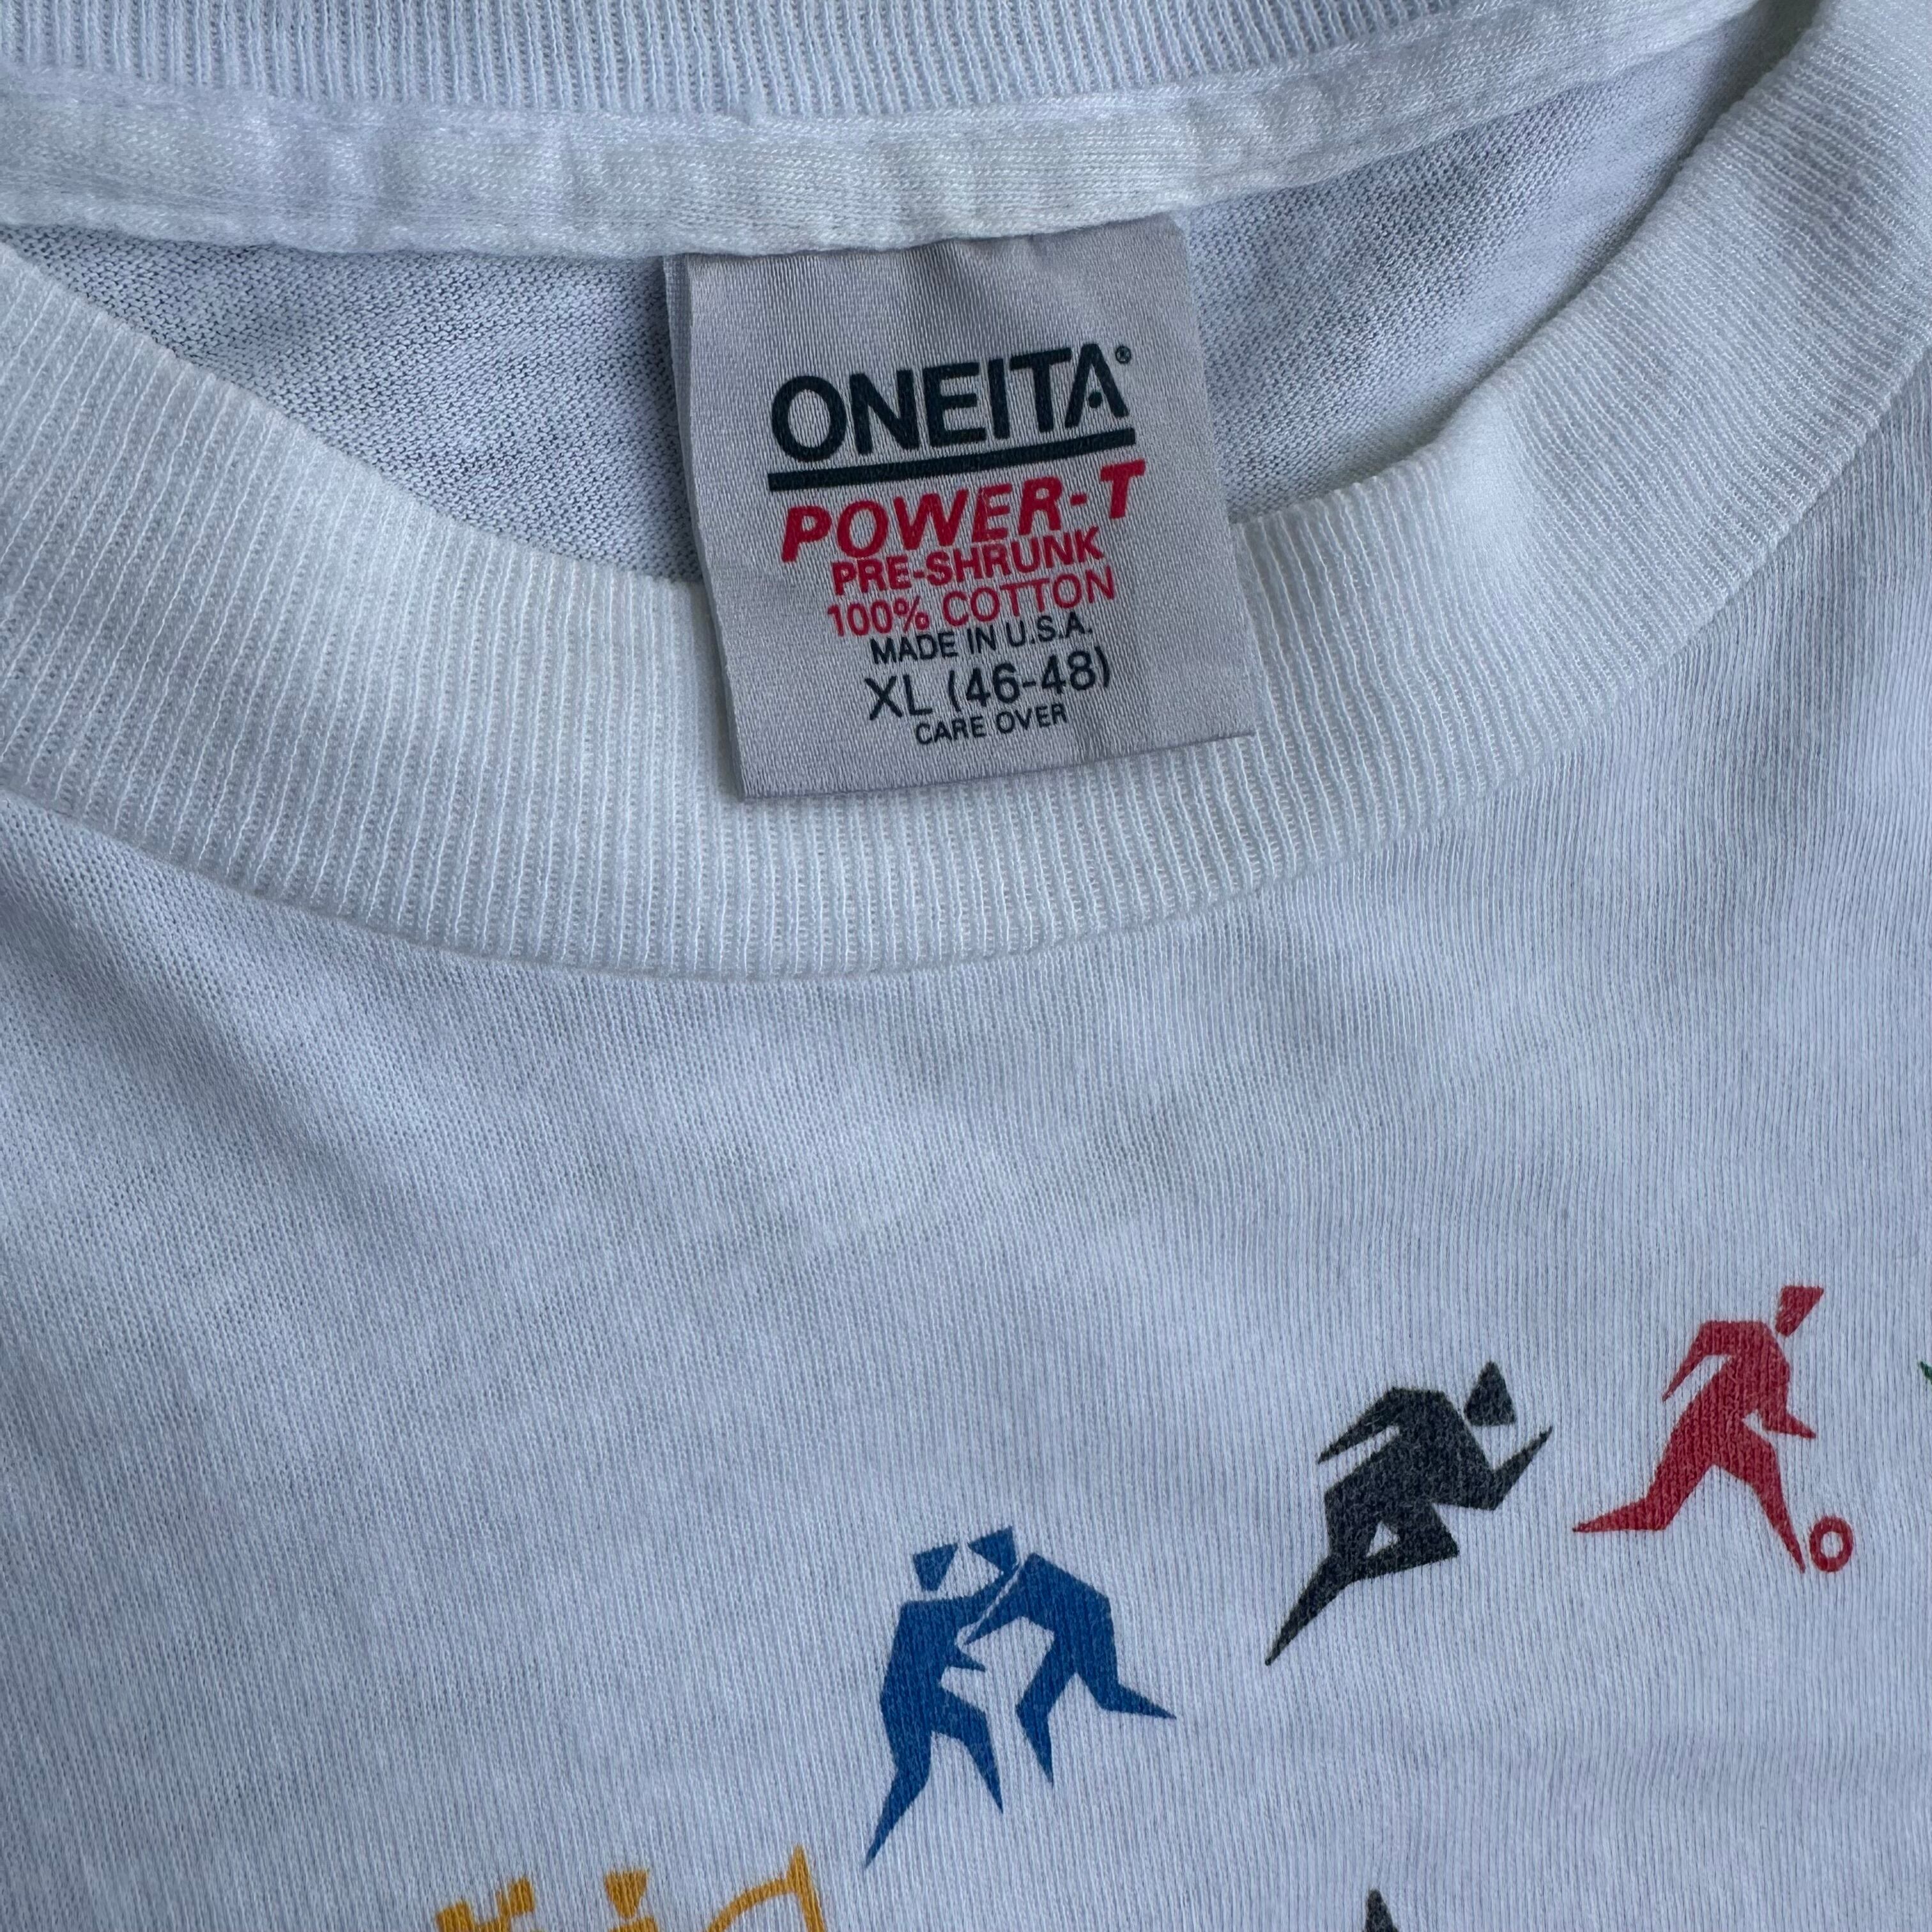 ONEITA®
POWER-T
PRE-SHRUNK
100% COTTON
MADE IN U.S.A.
XL (46-48)
CARE OVER